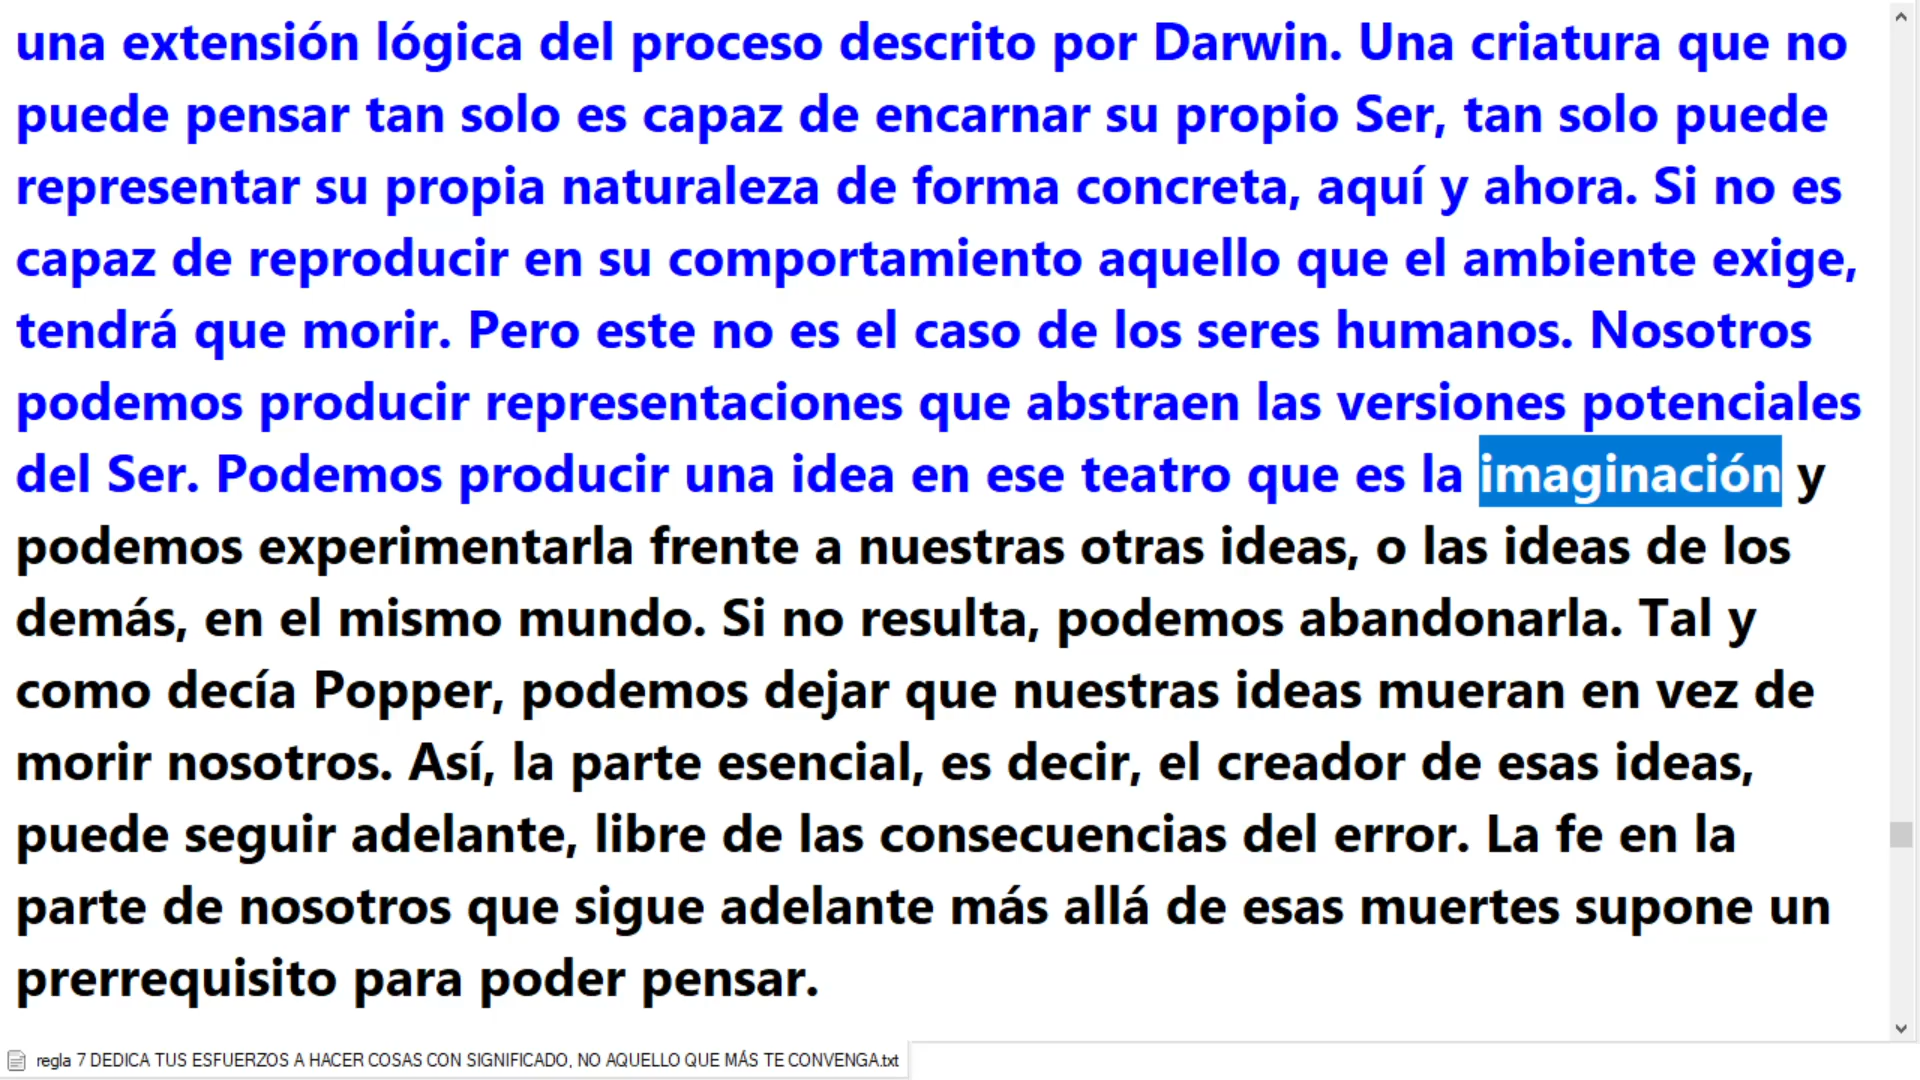 una extensión lógica del proceso descrito por Darwin. Una criatura que no
puede pensar tan solo es capaz de encarnar su propio Ser, tan solo puede
representar su propia naturaleza de forma concreta, aquí y ahora. Si no es
capaz de reproducir en su comportamiento aquello que el ambiente exige,
tendrá que morir. Pero este no es el caso de los seres humanos. Nosotros
podemos producir representaciones que abstraen las versiones potenciales
del Ser. Podemos producir una idea en ese teatro que es la imaginación y
podemos experimentarla frente a nuestras otras ideas, o las ideas de los
demás, en el mismo mundo. Si no resulta, podemos abandonarla. Tal y
como decía Popper, podemos dejar que nuestras ideas mueran en vez de
morir nosotros. Así, la parte esencial, es decir, el creador de esas ideas,
puede seguir adelante, libre de las consecuencias del error. La fe en la
parte de nosotros que sigue adelante más allá de esas muertes supone un
prerrequisito para poder pensar.
regla 7 DEDICA TUS ESFUERZOS A HACER COSAS CON SIGNIFICADO, NO AQUELLO QUE MÁS TE CONVENGA.txt